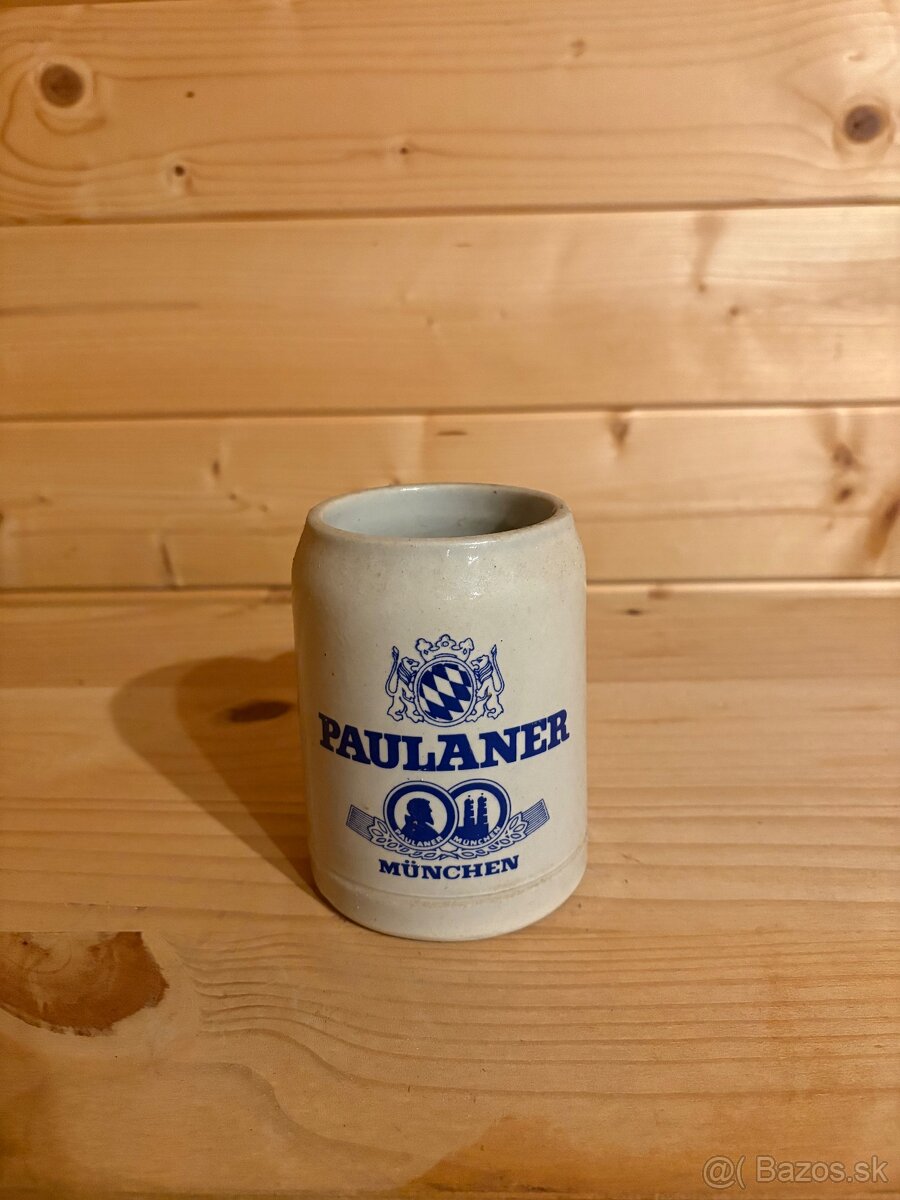 PAULANER
PAULANER MÜNCHEN
MÜNCHEN
@( Bazos.sk